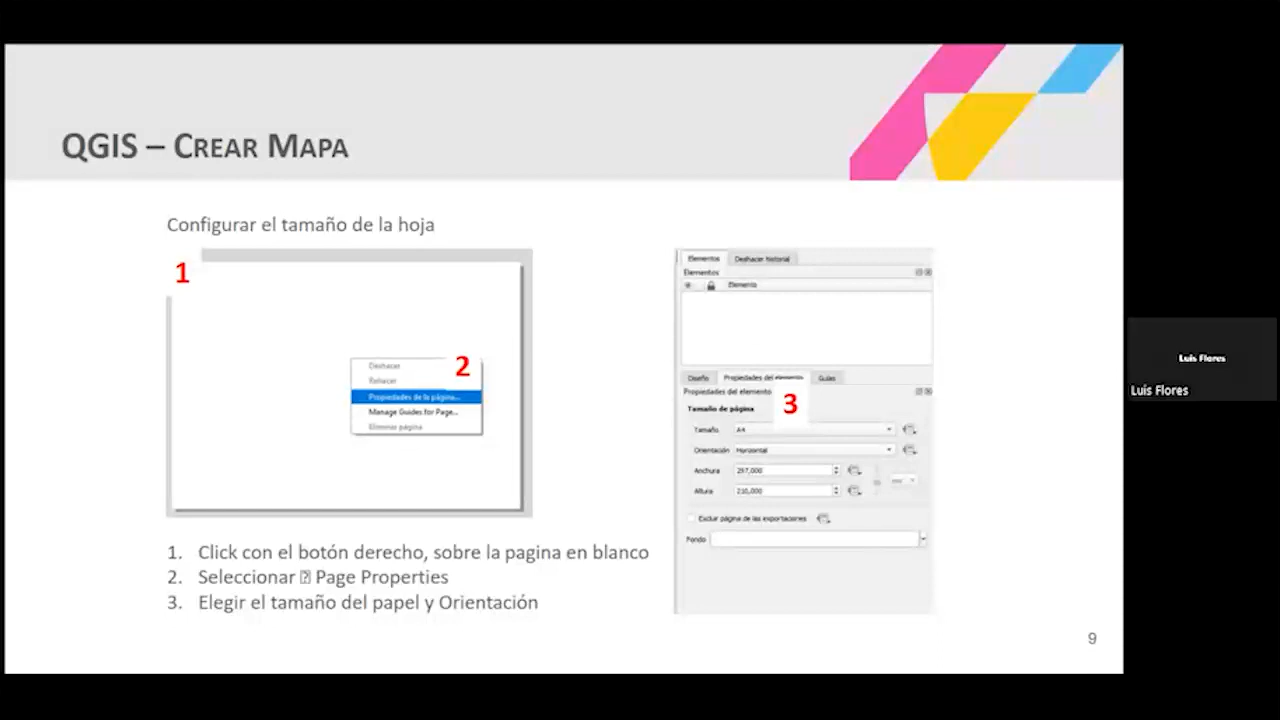 QGIS – CREAR MAPA
Configurar el tamaño de la hoja
1
2
Deshacer
Rehacer
Propiedades de la página...
Manage Guides for Page...
Eliminar página
Elementos
Deshacer historial
Elementos
Elemento
Diseño
Propiedades del elemento
Guías
Propiedades del elemento
3
Tamaño de página
Tamaño A4
Orientación Horizontal
Anchura 297,000
Altura 210,000
Excluir página de las exportaciones
Fondo
1. Click con el botón derecho, sobre la pagina en blanco
2. Seleccionar Page Properties
3. Elegir el tamaño del papel y Orientación
9
Luis Flores
Luis Flores